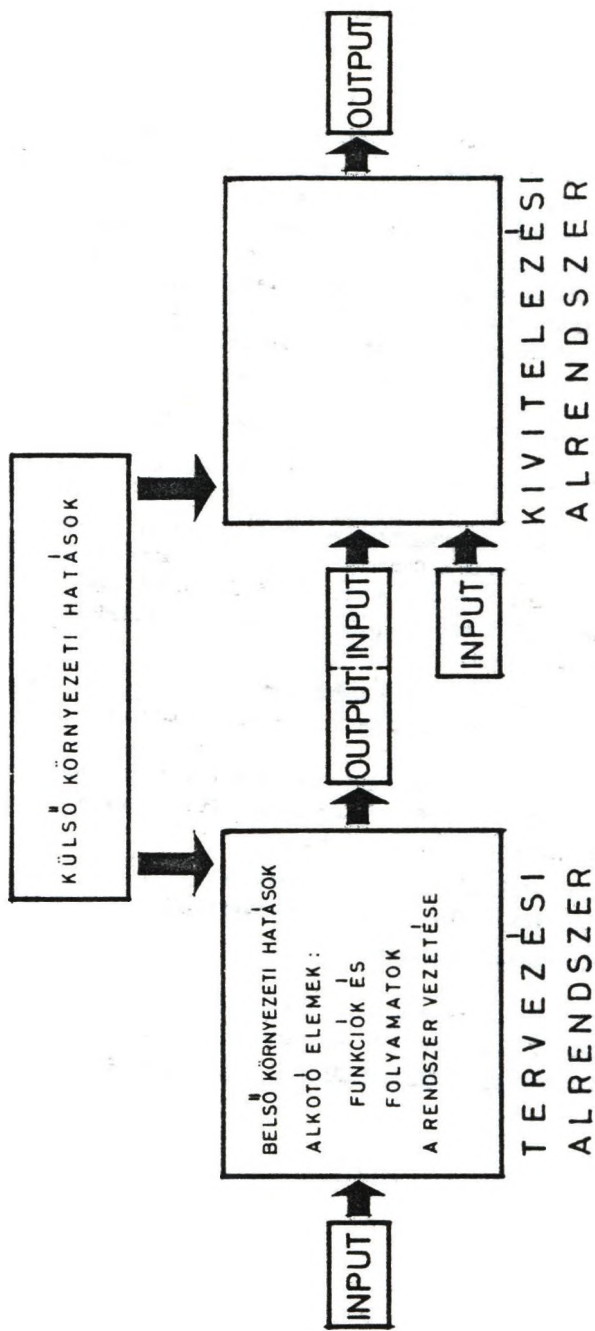 KÜLSŐ KÖRNYEZETI HATÁSOK
INPUT
BELSŐ KÖRNYEZETI HATÁSOK
ALKOTÓ ELEMEK:
FUNKCIÓK ÉS
FOLYAMATOK
A RENDSZER VEZETÉSE
TERVEZÉSI
ALRENDSZER
OUTPUT INPUT
INPUT
KIVITELEZÉSI
ALRENDSZER
OUTPUT